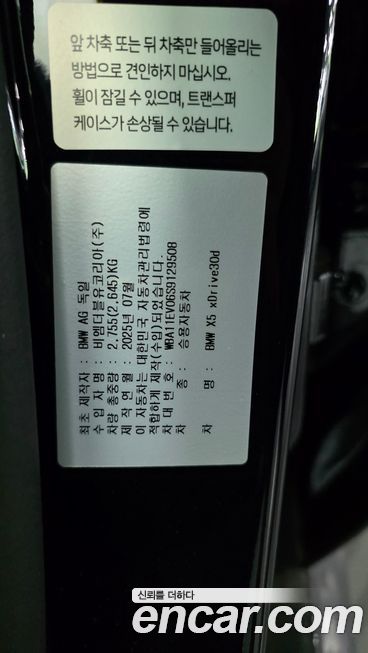 앞 차축 또는 뒤 차축만 들어올리는
방법으로 견인하지 마십시오.
휠이 잠길 수 있으며, 트랜스퍼
케이스가 손상될 수 있습니다.
최초 제작자 : BMW AG 독일
수 입 자 명 : 비엠더블유코리아(주)
차량 총중량 : 2.755(2.645)KG
제 작 연 월 : 2025년 07월
이 자동차는 대한민국 자동차관리법령에
적합하게 제작(수입)되었습니다.
차 대 번 호 : WBA11EV06S9129508
차 종 : 승용자동차
차 명 : BMW X5 xDrive30d
신뢰를 더하다
encar.com